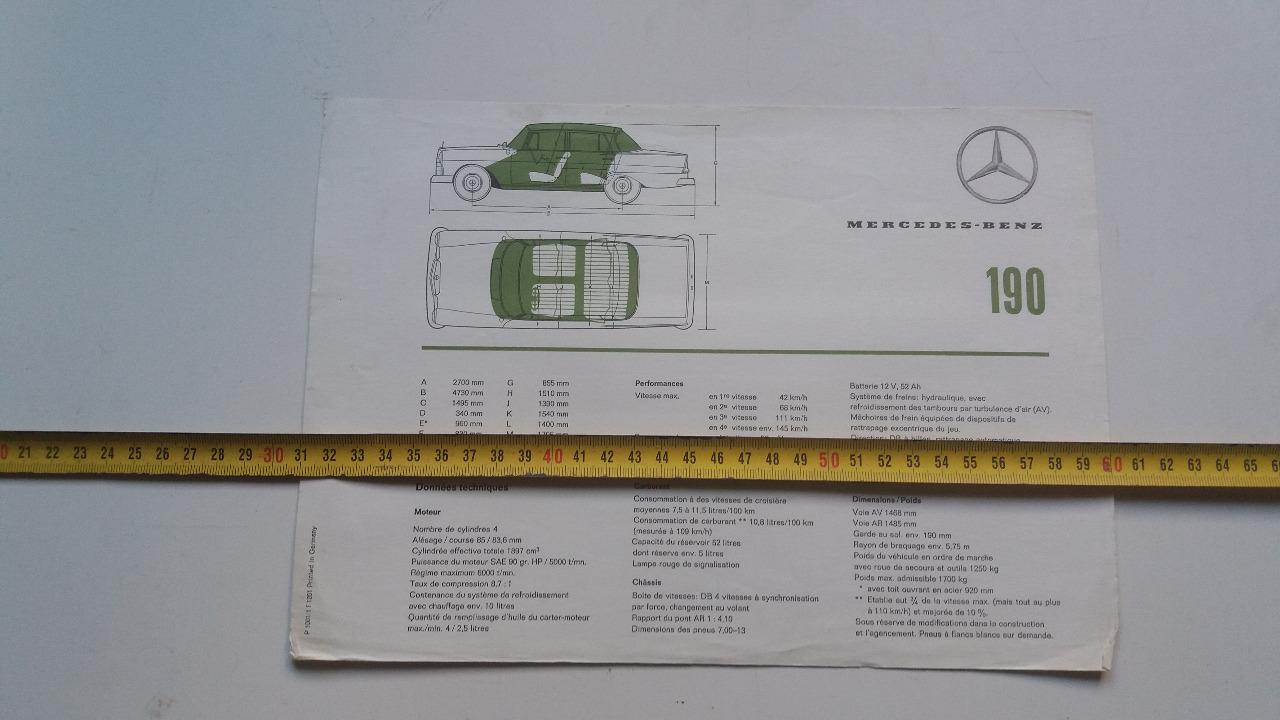 MERCEDES-BENZ
190
A 2700 mm G 855 mm
B 4730 mm H 1510 mm
C 1495 mm J 1390 mm
D 340 mm K 1540 mm
E* 960 mm L 1400 mm
Performances
Vitesse max. en 1re vitesse 42 km/h
en 2e vitesse 68 km/h
en 3e vitesse 111 km/h
en 4e vitesse env. 145 km/h
Batterie 12 V, 52 Ah
Système de freins: hydraulique, avec
refroidissement des tambours par turbulence d'air (AV).
Mâchoires de frein équipées de dispositifs de
rattrapage excentrique du jeu.
Direction: DB à billes, rattrapage automatique
0 21 22 23 24 25 26 27 28 29 30 31 32 33 34 35 36 37 38 39 40 41 42 43 44 45 46 47 48 49 50 51 52 53 54 55 56 57 58 59 60 61 62 63 64 65
Données techniques
Moteur
Nombre de cylindres 4
Alésage / course 85 / 83,6 mm
Cylindrée effective totale 1897 cm³
Puissance du moteur SAE 90 gr. HP / 5000 t/mn.
Régime maximum 6000 t/mn.
Taux de compression 8,7 : 1
Contenance du système de refroidissement
avec chauffage env. 10 litres
Quantité de remplissage d'huile du carter-moteur
max./min. 4 / 2,5 litres
Carburant
Consommation à des vitesses de croisière
moyennes 7,5 à 11,5 litres/100 km
Consommation de carburant ** 10,8 litres/100 km
(mesurée à 109 km/h)
Capacité du réservoir 52 litres
dont réserve env. 5 litres
Lampe rouge de signalisation
Châssis
Boîte de vitesses: DB 4 vitesses à synchronisation
par force, changement au volant
Rapport du pont AR 1 : 4,10
Dimensions des pneus 7,00–13
Dimensions / Poids
Voie AV 1468 mm
Voie AR 1485 mm
Garde au sol. env. 190 mm
Rayon de braquage env. 5,75 m
Poids du véhicule en ordre de marche
avec roue de secours et outils 1250 kg
Poids max. admissible 1700 kg
* avec toit ouvrant en acier 920 mm
** Etablie sut ¾ de la vitesse max. (mais tout au plus
à 110 km/h) et majorée de 10 %.
Sous réserve de modifications dans la construction
et l'agencement. Pneus à flancs blancs sur demande.
Printed in Germany